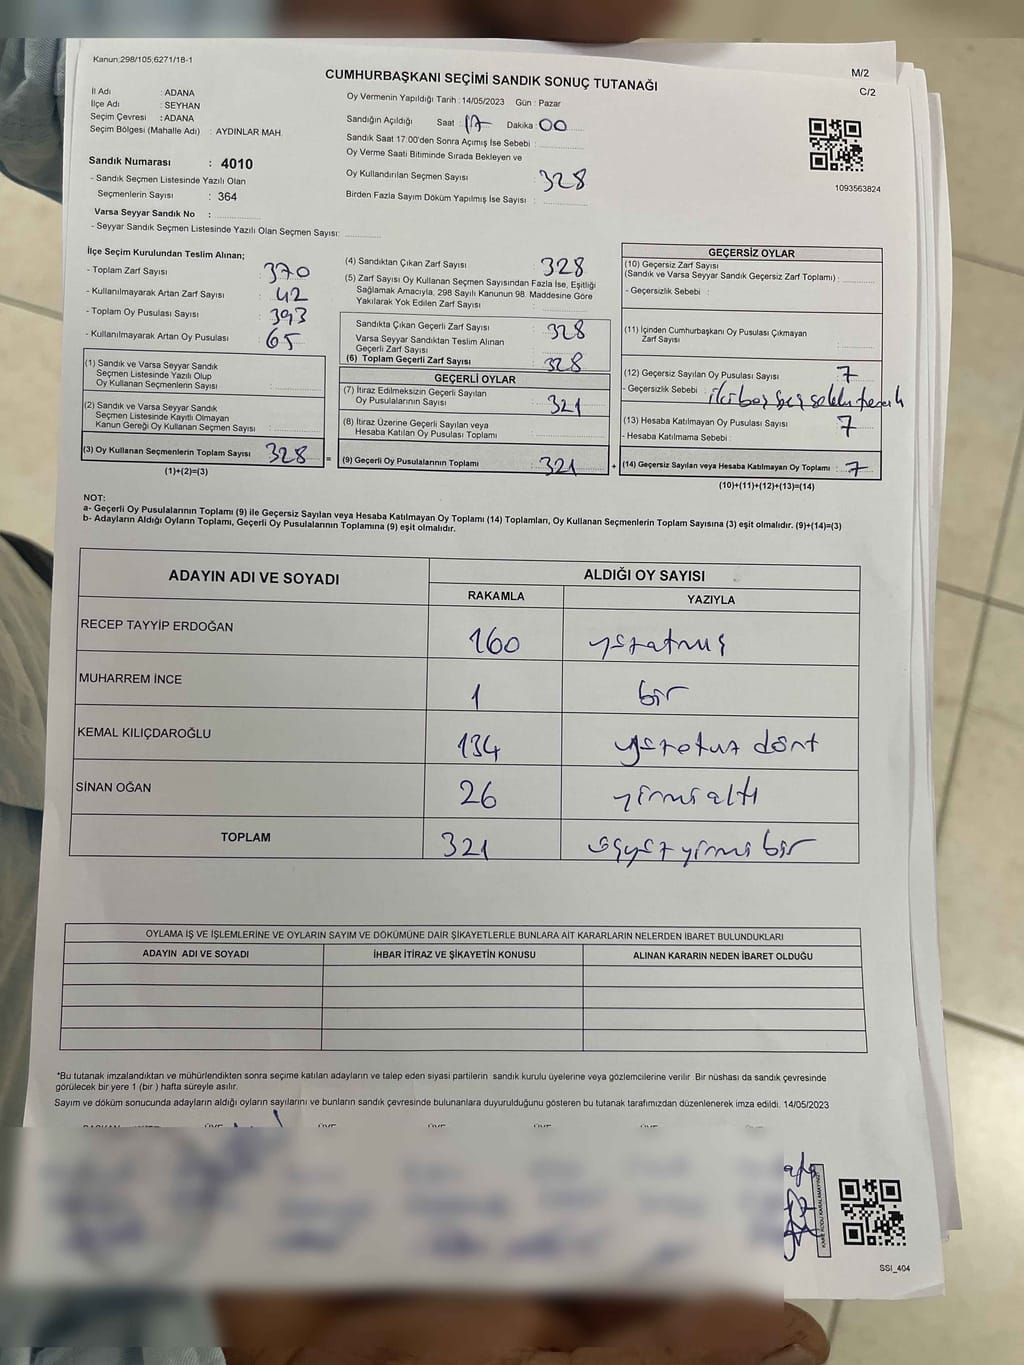 Kanun:298/105;6271/18-1
CUMHURBAŞKANI SEÇİMİ SANDIK SONUÇ TUTANAĞI
M/2
C/2
İl Adı : ADANA
İlçe Adı : SEYHAN
Seçim Çevresi : ADANA
Seçim Bölgesi (Mahalle Adı) : AYDINLAR MAH.
Sandık Numarası : 4010
- Sandık Seçmen Listesinde Yazılı Olan
Seçmenlerin Sayısı : 364
Varsa Seyyar Sandık No :
- Seyyar Sandık Seçmen Listesinde Yazılı Olan Seçmen Sayısı:
Oy Vermenin Yapıldığı Tarih : 14/05/2023 Gün : Pazar
Sandığın Açıldığı Saat : 17 Dakika : 00
Sandık Saat 17:00'den Sonra Açımış İse Sebebi :
Oy Verme Saati Bitiminde Sırada Bekleyen ve
Oy Kullandırılan Seçmen Sayısı : 328
Birden Fazla Sayım Döküm Yapılmış İse Sayısı :
1093563824
İlçe Seçim Kurulundan Teslim Alınan;
- Toplam Zarf Sayısı : 370
- Kullanılmayarak Artan Zarf Sayısı : 42
- Toplam Oy Pusulası Sayısı : 393
- Kullanılmayarak Artan Oy Pusulası : 65
(1) Sandık ve Varsa Seyyar Sandık
Seçmen Listesinde Yazılı Olup
Oy Kullanan Seçmenlerin Sayısı :
(2) Sandık ve Varsa Seyyar Sandık
Seçmen Listesinde Kayıtlı Olmayan
Kanun Gereği Oy Kullanan Seçmen Sayısı :
(3) Oy Kullanan Seçmenlerin Toplam Sayısı : 328 =
(1)+(2)=(3)
(4) Sandıktan Çıkan Zarf Sayısı : 328
(5) Zarf Sayısı Oy Kullanan Seçmen Sayısından Fazla İse, Eşitliği
Sağlamak Amacıyla, 298 Sayılı Kanunun 98. Maddesine Göre
Yakılarak Yok Edilen Zarf Sayısı :
Sandıkta Çıkan Geçerli Zarf Sayısı : 328
Varsa Seyyar Sandıktan Teslim Alınan
Geçerli Zarf Sayısı :
(6) Toplam Geçerli Zarf Sayısı : 328
GEÇERLİ OYLAR
(7) İtiraz Edilmeksizin Geçerli Sayılan
Oy Pusulalarının Sayısı : 321
(8) İtiraz Üzerine Geçerli Sayılan veya
Hesaba Katılan Oy Pusulası Toplamı :
(9) Geçerli Oy Pusulalarının Toplamı : 321 +
GEÇERSİZ OYLAR
(10) Geçersiz Zarf Sayısı
(Sandık ve Varsa Seyyar Sandık Geçersiz Zarf Toplamı) :
- Geçersizlik Sebebi :
(11) İçinden Cumhurbaşkanı Oy Pusulası Çıkmayan
Zarf Sayısı :
(12) Geçersiz Sayılan Oy Pusulası Sayısı : 7
- Geçersizlik Sebebi :
(13) Hesaba Katılmayan Oy Pusulası Sayısı : 7
- Hesaba Katılmama Sebebi :
(14) Geçersiz Sayılan veya Hesaba Katılmayan Oy Toplamı : 7
(10)+(11)+(12)+(13)=(14)
NOT:
a- Geçerli Oy Pusulalarının Toplamı (9) ile Geçersiz Sayılan veya Hesaba Katılmayan Oy Toplamı (14) Toplamları, Oy Kullanan Seçmenlerin Toplam Sayısına (3) eşit olmalıdır. (9)+(14)=(3)
b- Adayların Aldığı Oyların Toplamı, Geçerli Oy Pusulalarının Toplamına (9) eşit olmalıdır.
ADAYIN ADI VE SOYADI
ALDIĞI OY SAYISI
RAKAMLA YAZIYLA
RECEP TAYYİP ERDOĞAN 160 yüzatmış
MUHARREM İNCE 1 bir
KEMAL KILIÇDAROĞLU 134 yüzotuz dört
SİNAN OĞAN 26 yirmialtı
TOPLAM 321 üçyüzyirmi bir
OYLAMA İŞ VE İŞLEMLERİNE VE OYLARIN SAYIM VE DÖKÜMÜNE DAİR ŞİKAYETLERLE BUNLARA AİT KARARLARIN NELERDEN İBARET BULUNDUKLARI
ADAYIN ADI VE SOYADI İHBAR İTİRAZ VE ŞİKAYETİN KONUSU ALINAN KARARIN NEDEN İBARET OLDUĞU
*Bu tutanak imzalandıktan ve mühürlendikten sonra seçime katılan adayların ve talep eden siyasi partilerin sandık kurulu üyelerine veya gözlemcilerine verilir. Bir nüshası da sandık çevresinde
görülecek bir yere 1 (bir ) hafta süreyle asılır.
Sayım ve döküm sonucunda adayların aldığı oyların sayılarını ve bunların sandık çevresinde bulunanlara duyurulduğunu gösteren bu tutanak tarafımızdan düzenlenerek imza edildi. 14/05/2023
KARE KODU KARALAMAYINIZ
SSI_404